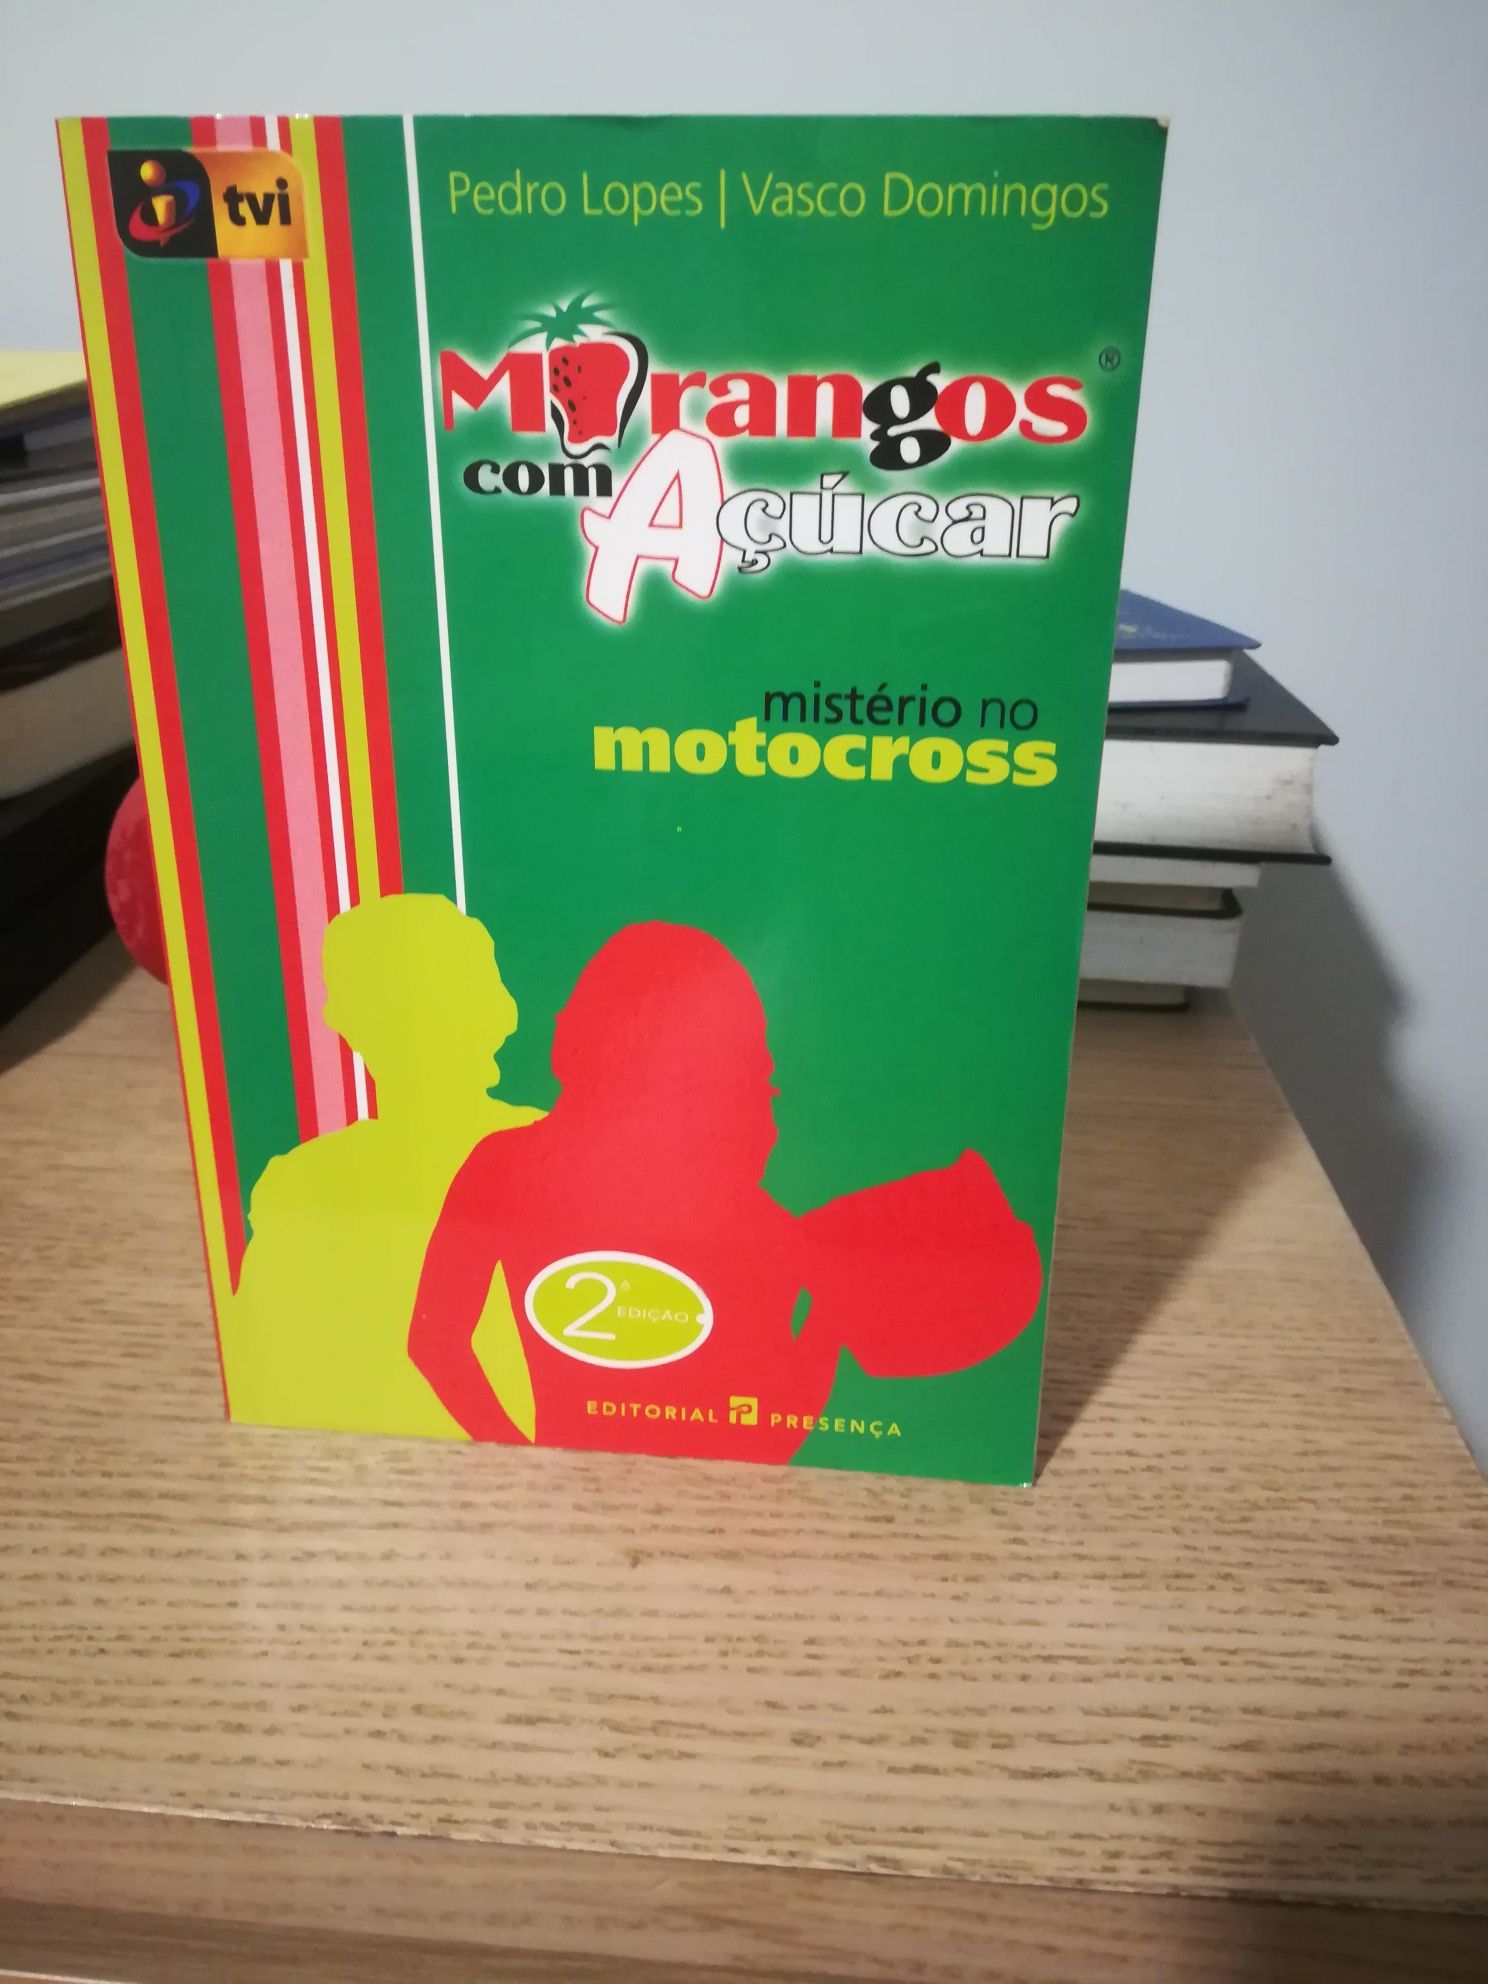 tvi
Pedro Lopes | Vasco Domingos
Morangos®
com Açúcar
mistério no
motocross
2ª EDIÇÃO
EDITORIAL PRESENÇA